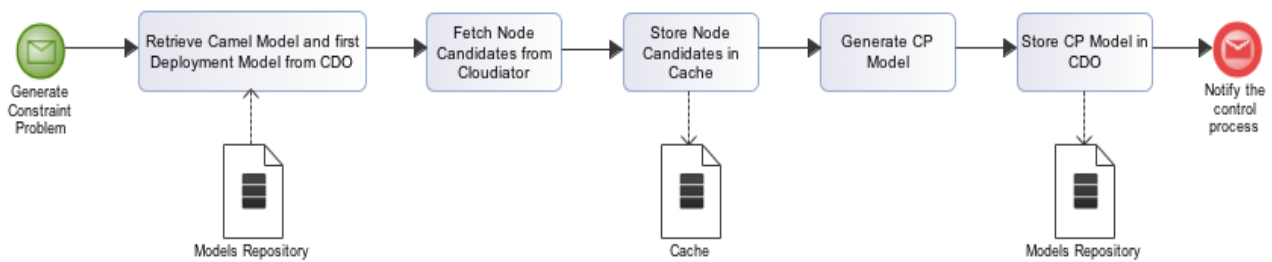 Generate
Constraint
Problem
Retrieve Camel Model and first
Deployment Model from CDO
Fetch Node
Candidates from
Cloudiator
Store Node
Candidates in
Cache
Generate CP
Model
Store CP Model in
CDO
Notify the
control
process
Models Repository
Cache
Models Repository